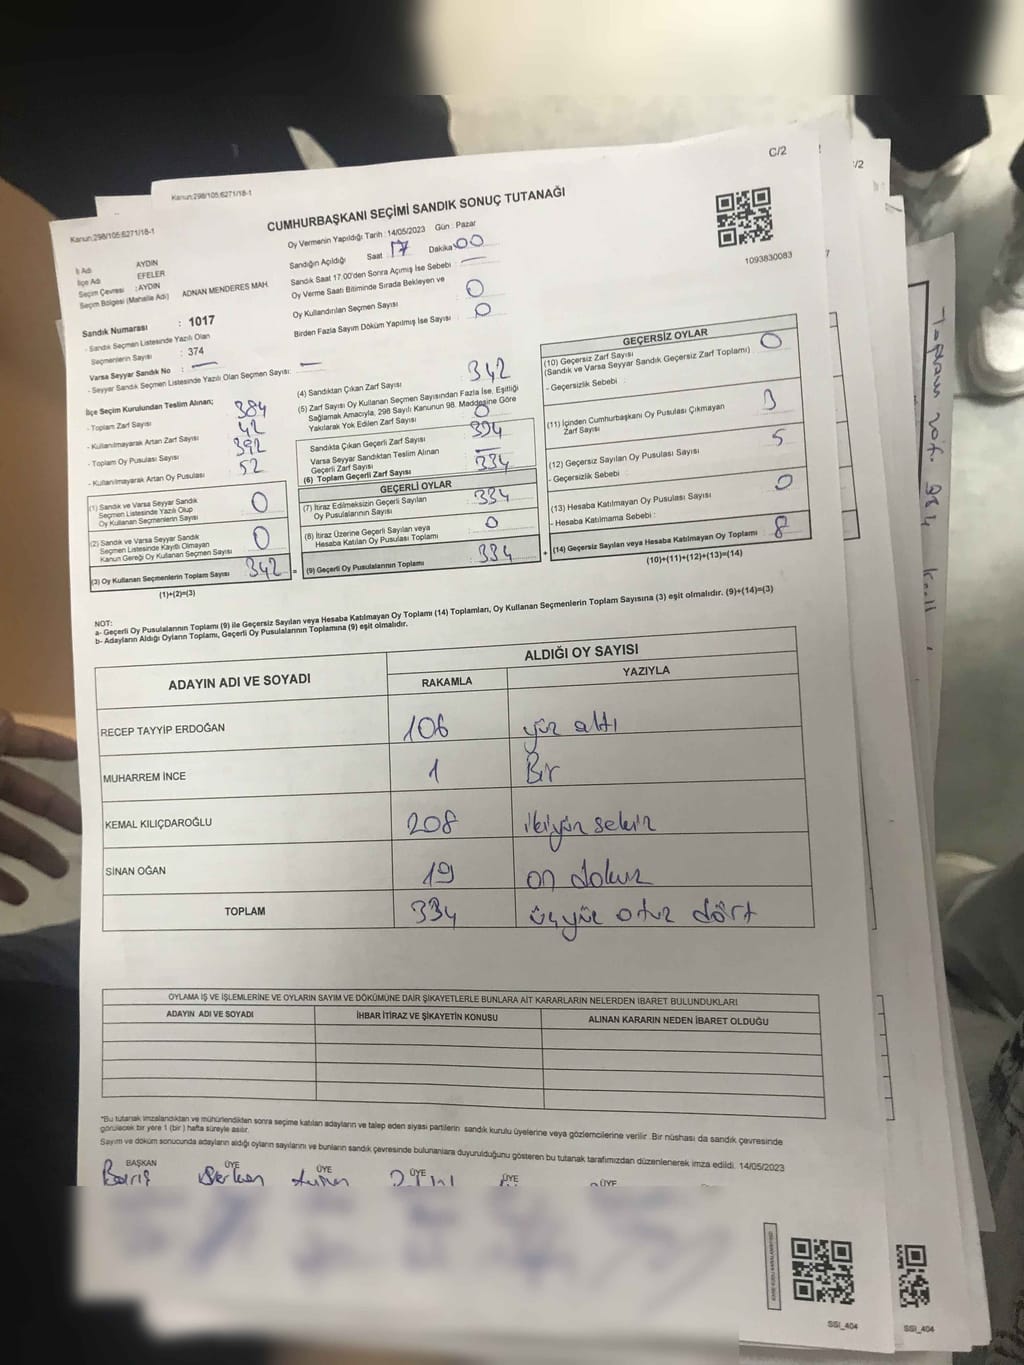 C/2
/2
Kanun:298/105;6271/18-1
Kanun:298/105;6271/18-1
CUMHURBAŞKANI SEÇİMİ SANDIK SONUÇ TUTANAĞI
1093830083
İl Adı AYDIN
İlçe Adı EFELER
Seçim Çevresi : AYDIN
Seçim Bölgesi (Mahalle Adı) ADNAN MENDERES MAH.
Sandık Numarası : 1017
- Sandık Seçmen Listesinde Yazılı Olan
Seçmenlerin Sayısı : 374
Varsa Seyyar Sandık No : —
- Seyyar Sandık Seçmen Listesinde Yazılı Olan Seçmen Sayısı: —
Oy Vermenin Yapıldığı Tarih : 14/05/2023 Gün : Pazar
Sandığın Açıldığı Saat 17 Dakika:00
Sandık Saat 17.00'den Sonra Açımış İse Sebebi : —
Oy Verme Saati Bitiminde Sırada Bekleyen ve
Oy Kullandırılan Seçmen Sayısı : 0
Birden Fazla Sayım Döküm Yapılmış İse Sayısı : 0
İlçe Seçim Kurulundan Teslim Alınan;
- Toplam Zarf Sayısı 384
- Kullanılmayarak Artan Zarf Sayısı 42
- Toplam Oy Pusulası Sayısı 392
- Kullanılmayarak Artan Oy Pusulası 52
(1) Sandık ve Varsa Seyyar Sandık
Seçmen Listesinde Yazılı Olup
Oy Kullanan Seçmenlerin Sayısı 0
(2) Sandık ve Varsa Seyyar Sandık
Seçmen Listesinde Kayıtlı Olmayan
Kanun Gereği Oy Kullanan Seçmen Sayısı 0
(3) Oy Kullanan Seçmenlerin Toplam Sayısı 342
(1)+(2)=(3)
(4) Sandıktan Çıkan Zarf Sayısı 342
(5) Zarf Sayısı Oy Kullanan Seçmen Sayısından Fazla İse, Eşitliği
Sağlamak Amacıyla, 298 Sayılı Kanunun 98. Maddesine Göre
Yakılarak Yok Edilen Zarf Sayısı 0
Sandıkta Çıkan Geçerli Zarf Sayısı 334
Varsa Seyyar Sandıktan Teslim Alınan
Geçerli Zarf Sayısı —
(6) Toplam Geçerli Zarf Sayısı 334
GEÇERLİ OYLAR
(7) İtiraz Edilmeksizin Geçerli Sayılan
Oy Pusulalarının Sayısı : 334
(8) İtiraz Üzerine Geçerli Sayılan veya
Hesaba Katılan Oy Pusulası Toplamı : 0
(9) Geçerli Oy Pusulalarının Toplamı : 334
GEÇERSİZ OYLAR
(10) Geçersiz Zarf Sayısı
(Sandık ve Varsa Seyyar Sandık Geçersiz Zarf Toplamı) 0
- Geçersizlik Sebebi :
(11) İçinden Cumhurbaşkanı Oy Pusulası Çıkmayan
Zarf Sayısı 3
(12) Geçersiz Sayılan Oy Pusulası Sayısı 5
- Geçersizlik Sebebi :
(13) Hesaba Katılmayan Oy Pusulası Sayısı 0
- Hesaba Katılmama Sebebi :
(14) Geçersiz Sayılan veya Hesaba Katılmayan Oy Toplamı : 8
(10)+(11)+(12)+(13)=(14)
NOT:
a- Geçerli Oy Pusulalarının Toplamı (9) ile Geçersiz Sayılan veya Hesaba Katılmayan Oy Toplamı (14) Toplamları, Oy Kullanan Seçmenlerin Toplam Sayısına (3) eşit olmalıdır. (9)+(14)=(3)
b- Adayların Aldığı Oyların Toplamı, Geçerli Oy Pusulalarının Toplamına (9) eşit olmalıdır.
ADAYIN ADI VE SOYADI ALDIĞI OY SAYISI
RAKAMLA YAZIYLA
RECEP TAYYİP ERDOĞAN 106 yüz altı
MUHARREM İNCE 1 Bir
KEMAL KILIÇDAROĞLU 208 ikiyüz sekiz
SİNAN OĞAN 19 on dokuz
TOPLAM 334 üçyüz otuz dört
OYLAMA İŞ VE İŞLEMLERİNE VE OYLARIN SAYIM VE DÖKÜMÜNE DAİR ŞİKAYETLERLE BUNLARA AİT KARARLARIN NELERDEN İBARET BULUNDUKLARI
ADAYIN ADI VE SOYADI İHBAR İTİRAZ VE ŞİKAYETİN KONUSU ALINAN KARARIN NEDEN İBARET OLDUĞU
*Bu tutanak imzalandıktan ve mühürlendikten sonra seçime katılan adayların ve talep eden siyasi partilerin sandık kurulu üyelerine veya gözlemcilerine verilir .Bir nüshası da sandık çevresinde
görülecek bir yere 1 (bir ) hafta süreyle asılır.
Sayım ve döküm sonucunda adayların aldığı oyların sayılarını ve bunların sandık çevresinde bulunanlara duyurulduğunu gösteren bu tutanak tarafımızdan düzenlenerek imza edildi. 14/05/2023
BAŞKAN ÜYE ÜYE ÜYE ÜYE ÜYE
Barış Serkan
SSI_404
SSI_404